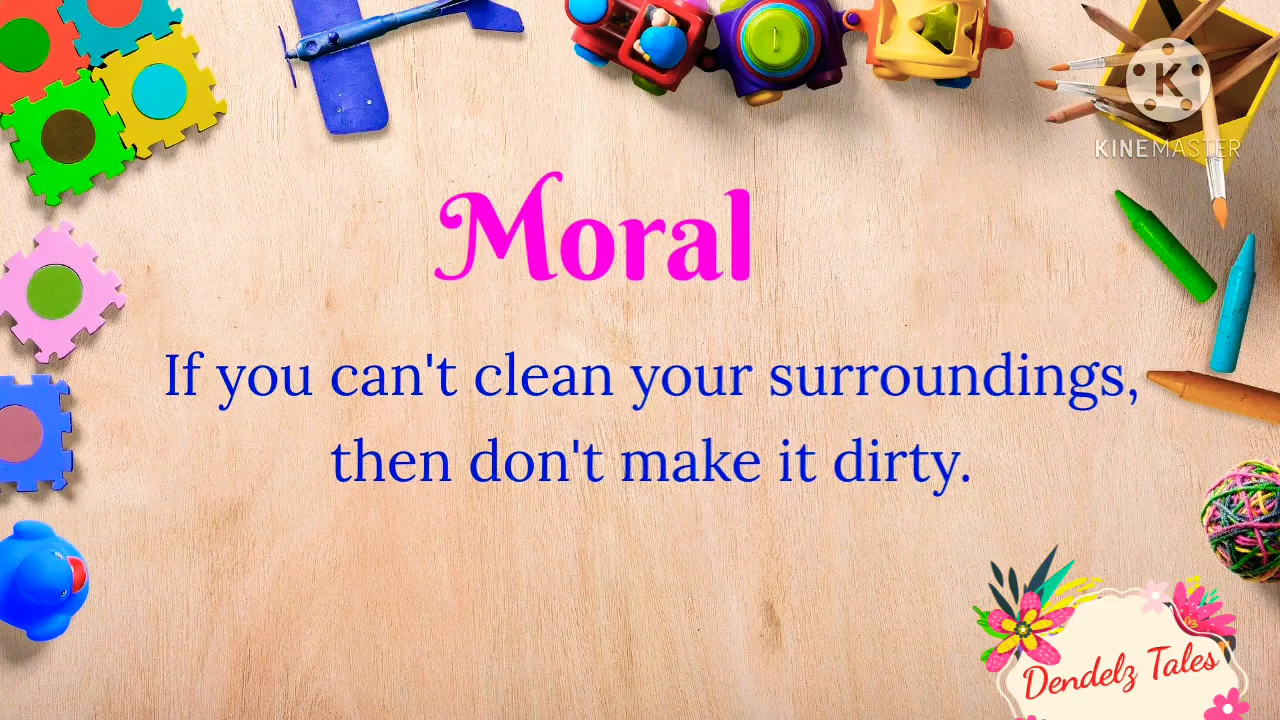 K
KINEMASTER
Moral
If you can't clean your surroundings,
then don't make it dirty.
Dendelz Tales